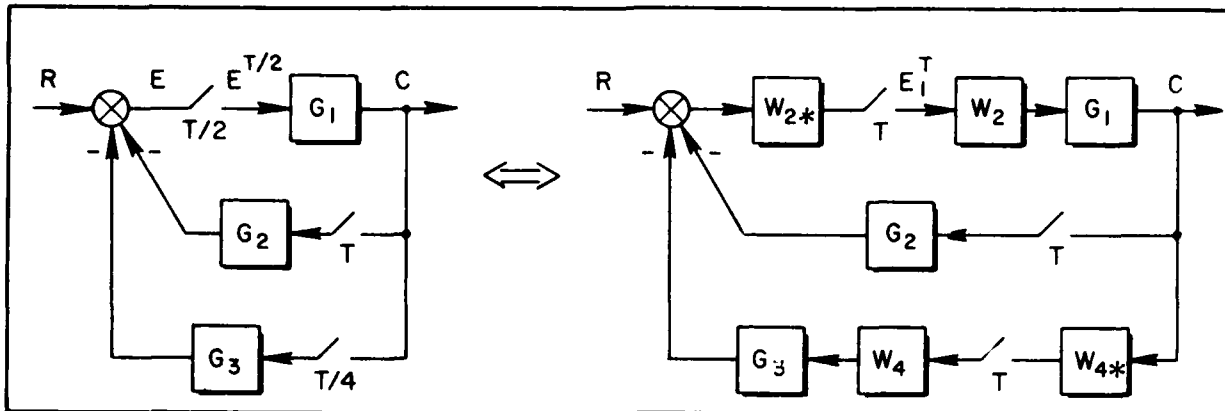 R
E
E^{T/2}
G₁
C
T/2
-
-
G₂
T
G₃
T/4
R
W₂*
T
E₁^T
W₂
G₁
C
-
-
G₂
T
G₃
W₄
T
W₄*